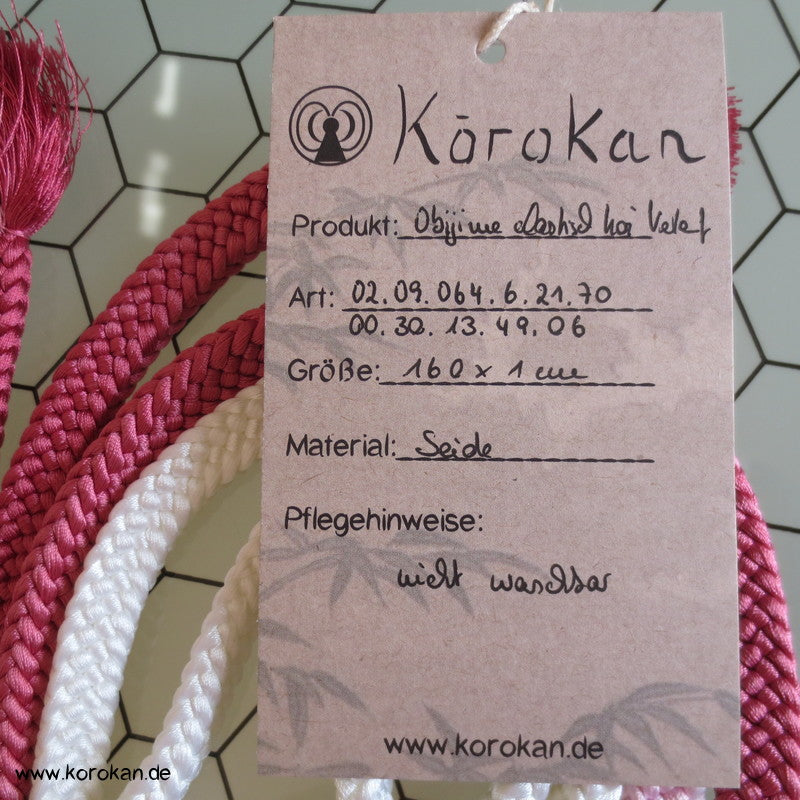 Kōrokan
Produkt: Obijime
Art: 02.09.064.6.21.70
00.30.13.49.06
Größe: 160 x 1 cm
Material: Seide
Pflegehinweise:
nicht waschbar
www.korokan.de
www.korokan.de